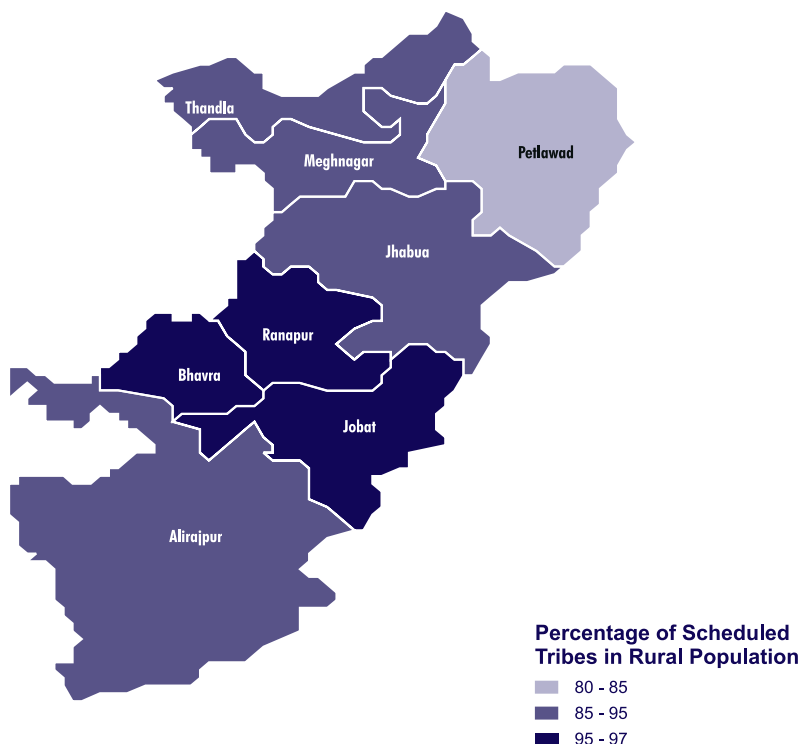 Thandla
Meghnagar
Petlawad
Jhabua
Ranapur
Bhavra
Jobat
Alirajpur
Percentage of Scheduled
Tribes in Rural Population
80 - 85
85 - 95
95 - 97